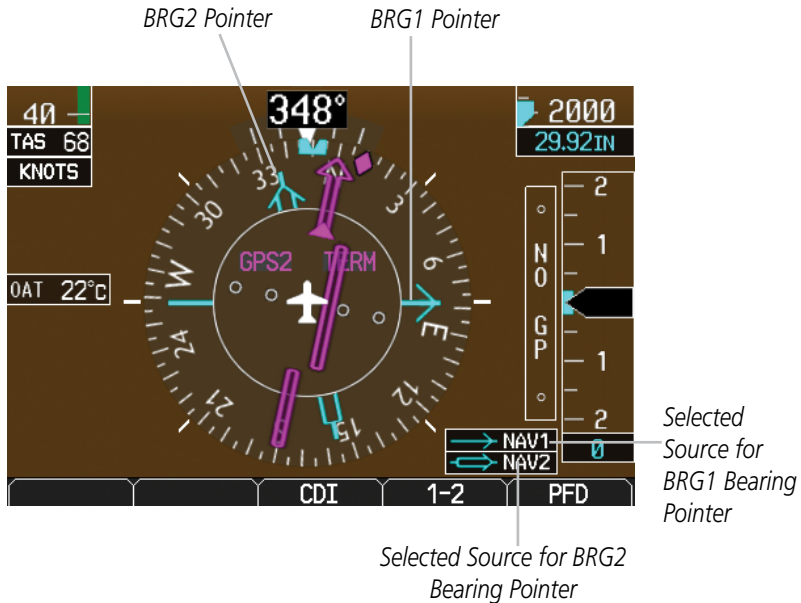 BRG2 Pointer
BRG1 Pointer
40
TAS 68
KNOTS
348°
2000
29.92IN
33
N
3
30
6
W
E
24
12
21
15
GPS2 TERM
OAT 22°C
NO GP
2
1
1
2
0
NAV1
NAV2
CDI
1-2
PFD
Selected
Source for
BRG1 Bearing
Pointer
Selected Source for BRG2
Bearing Pointer